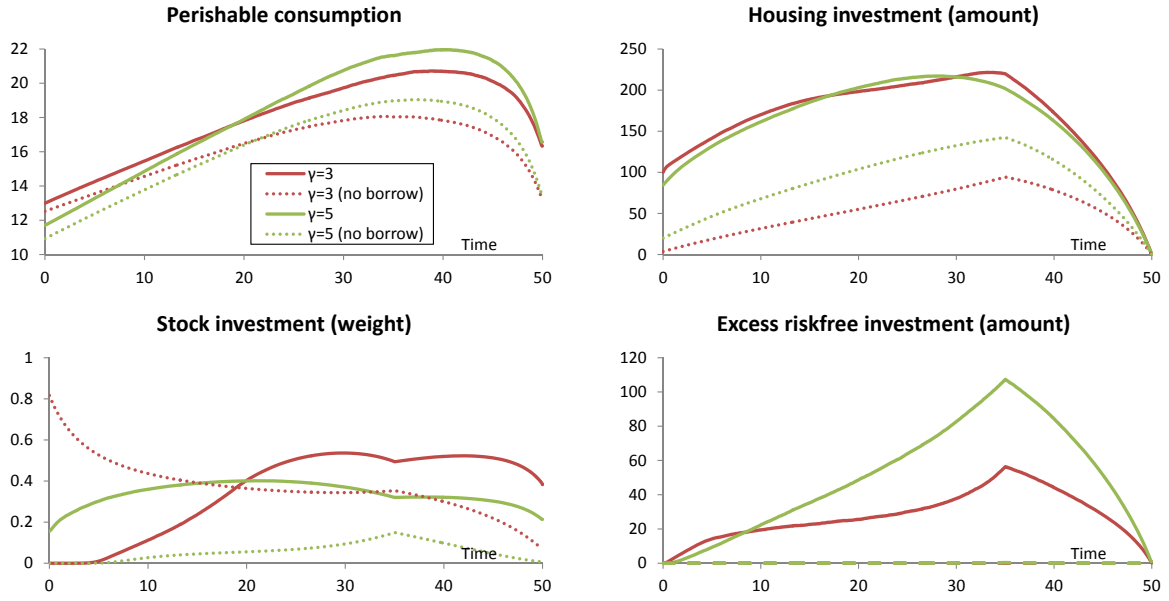 Perishable consumption
22
20
18
16
14
12
10
γ=3
γ=3 (no borrow)
γ=5
γ=5 (no borrow)
Time
0 10 20 30 40 50
Housing investment (amount)
250
200
150
100
50
0
Time
0 10 20 30 40 50
Stock investment (weight)
1
0.8
0.6
0.4
0.2
0
Time
0 10 20 30 40 50
Excess riskfree investment (amount)
120
100
80
60
40
20
0
Time
0 10 20 30 40 50